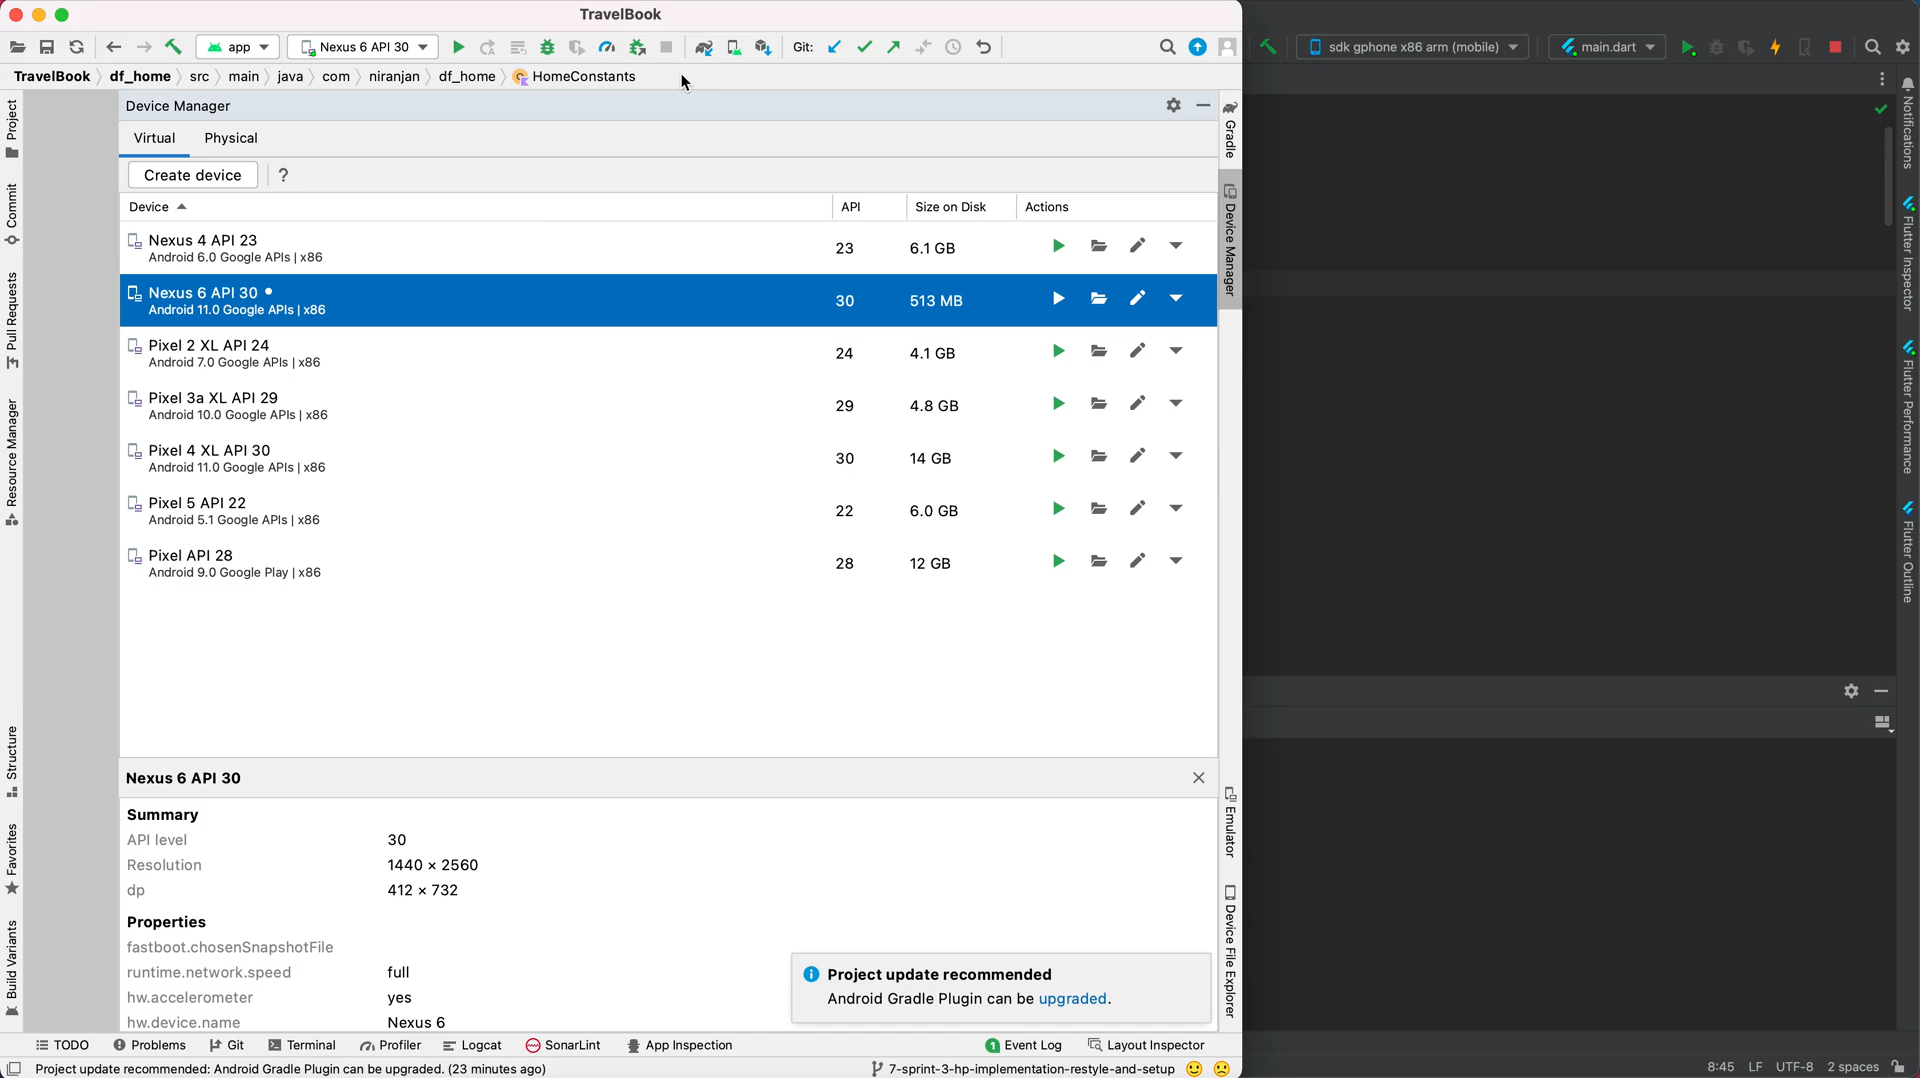 TravelBook
app
Nexus 6 API 30
Git:
sdk gphone x86 arm (mobile)
main.dart
TravelBook
df_home
src
main
java
com
niranjan
df_home
HomeConstants
Device Manager
Virtual
Physical
Create device
?
Device
API
Size on Disk
Actions
Nexus 4 API 23
Android 6.0 Google APIs | x86
23
6.1 GB
Nexus 6 API 30
Android 11.0 Google APIs | x86
30
513 MB
Pixel 2 XL API 24
Android 7.0 Google APIs | x86
24
4.1 GB
Pixel 3a XL API 29
Android 10.0 Google APIs | x86
29
4.8 GB
Pixel 4 XL API 30
Android 11.0 Google APIs | x86
30
14 GB
Pixel 5 API 22
Android 5.1 Google APIs | x86
22
6.0 GB
Pixel API 28
Android 9.0 Google Play | x86
28
12 GB
Nexus 6 API 30
Summary
API level
30
Resolution
1440 × 2560
dp
412 × 732
Properties
fastboot.chosenSnapshotFile
runtime.network.speed
full
hw.accelerometer
yes
hw.device.name
Nexus 6
Project update recommended
Android Gradle Plugin can be upgraded.
Project
Commit
Pull Requests
Resource Manager
Structure
Favorites
Build Variants
Gradle
Device Manager
Emulator
Device File Explorer
Notifications
Flutter Inspector
Flutter Performance
Flutter Outline
TODO
Problems
Git
Terminal
Profiler
Logcat
SonarLint
App Inspection
1
Event Log
Layout Inspector
Project update recommended: Android Gradle Plugin can be upgraded. (23 minutes ago)
7-sprint-3-hp-implementation-restyle-and-setup
8:45
LF
UTF-8
2 spaces